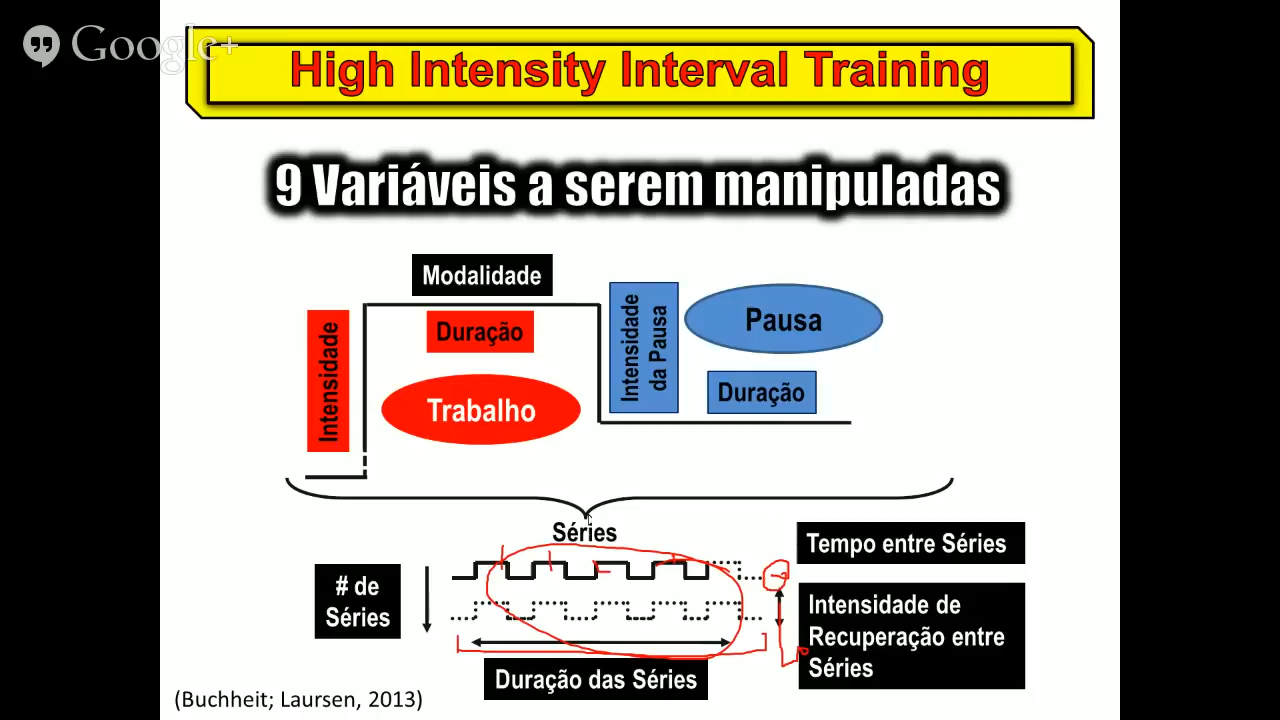 Google+
High Intensity Interval Training
9 Variáveis a serem manipuladas
Modalidade
Intensidade
Duração
Trabalho
Intensidade
da Pausa
Pausa
Duração
Séries
# de
Séries
Tempo entre Séries
Intensidade de
Recuperação entre
Séries
Duração das Séries
(Buchheit; Laursen, 2013)